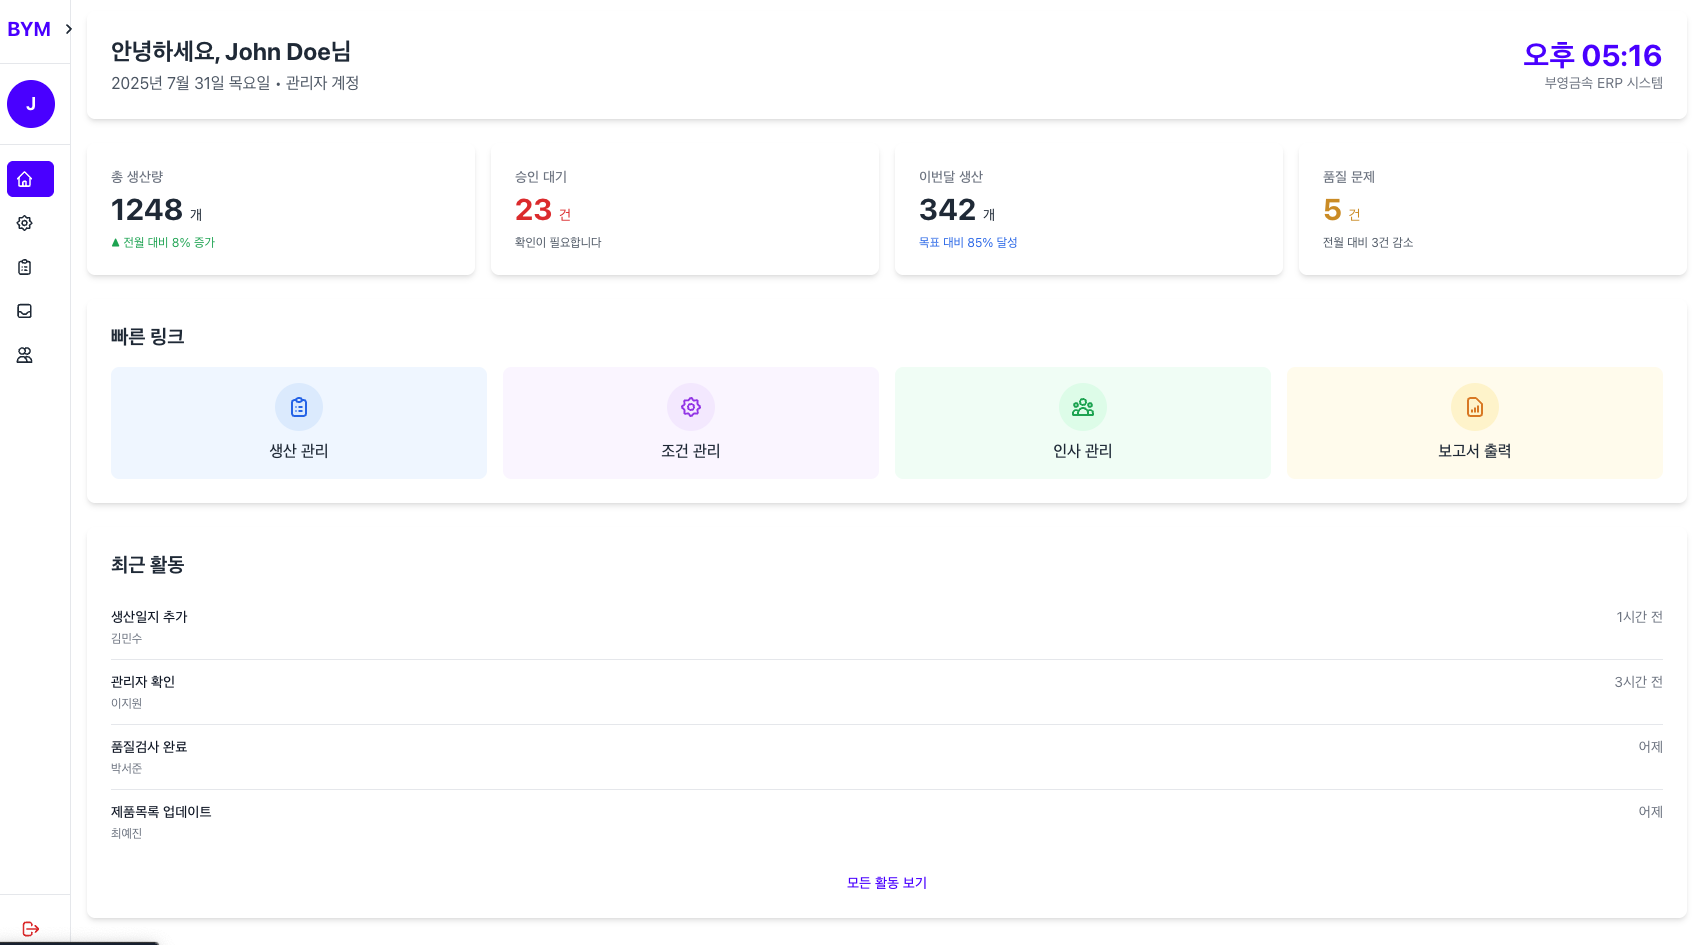 BYM
J
안녕하세요, John Doe님
2025년 7월 31일 목요일 • 관리자 계정
오후 05:16
부영금속 ERP 시스템
총 생산량
1248 개
▲ 전월 대비 8% 증가
승인 대기
23 건
확인이 필요합니다
이번달 생산
342 개
목표 대비 85% 달성
품질 문제
5 건
전월 대비 3건 감소
빠른 링크
생산 관리
조건 관리
인사 관리
보고서 출력
최근 활동
생산일지 추가
1시간 전
김민수
관리자 확인
3시간 전
이지원
품질검사 완료
어제
박서준
제품목록 업데이트
어제
최예진
모든 활동 보기